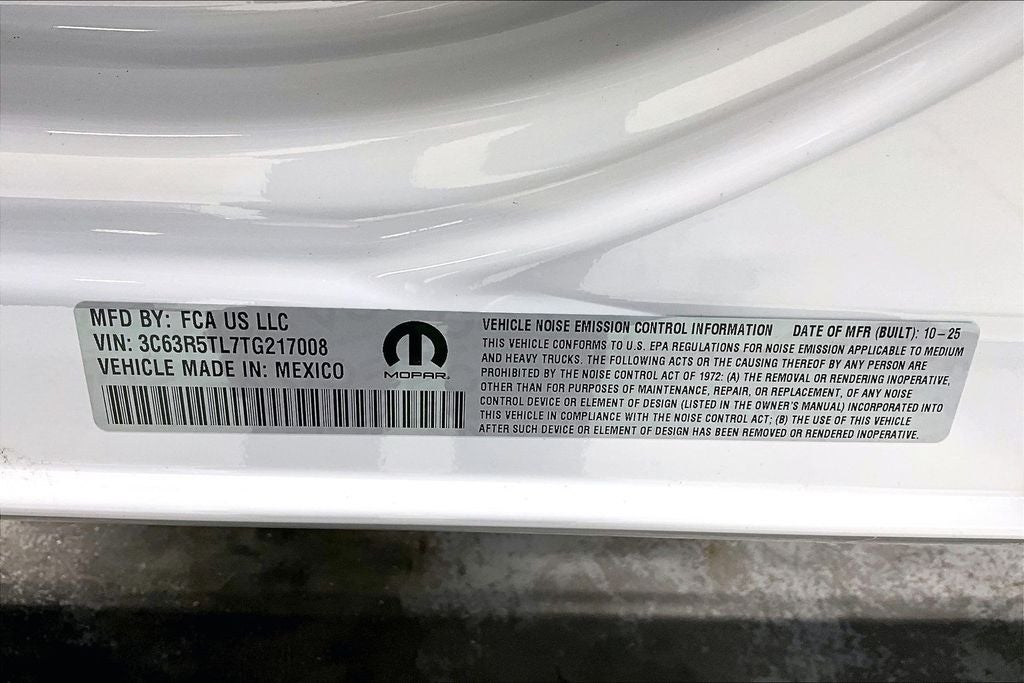 MFD BY: FCA US LLC
VIN: 3C63R5TL7TG217008
VEHICLE MADE IN: MEXICO
MOPAR®
VEHICLE NOISE EMISSION CONTROL INFORMATION DATE OF MFR (BUILT): 10-25
THIS VEHICLE CONFORMS TO U.S. EPA REGULATIONS FOR NOISE EMISSION APPLICABLE TO MEDIUM
AND HEAVY TRUCKS. THE FOLLOWING ACTS OR THE CAUSING THEREOF BY ANY PERSON ARE
PROHIBITED BY THE NOISE CONTROL ACT OF 1972: (A) THE REMOVAL OR RENDERING INOPERATIVE,
OTHER THAN FOR PURPOSES OF MAINTENANCE, REPAIR, OR REPLACEMENT, OF ANY NOISE
CONTROL DEVICE OR ELEMENT OF DESIGN (LISTED IN THE OWNER'S MANUAL) INCORPORATED INTO
THIS VEHICLE IN COMPLIANCE WITH THE NOISE CONTROL ACT; (B) THE USE OF THIS VEHICLE
AFTER SUCH DEVICE OR ELEMENT OF DESIGN HAS BEEN REMOVED OR RENDERED INOPERATIVE.